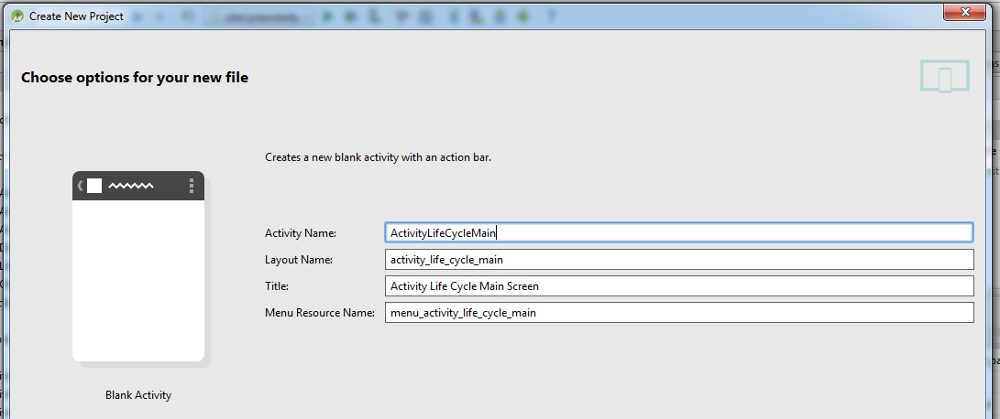 Create New Project
Choose options for your new file
Creates a new blank activity with an action bar.
Activity Name: ActivityLifeCycleMain
Layout Name: activity_life_cycle_main
Title: Activity Life Cycle Main Screen
Menu Resource Name: menu_activity_life_cycle_main
Blank Activity